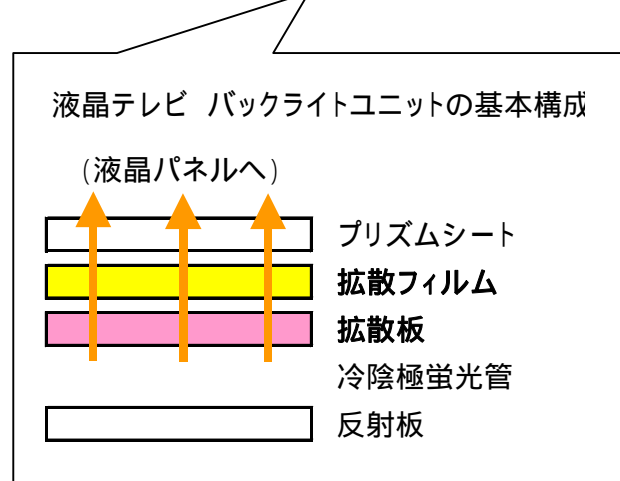 液晶テレビ バックライトユニットの基本構成
(液晶パネルへ)
プリズムシート
拡散フィルム
拡散板
冷陰極蛍光管
反射板